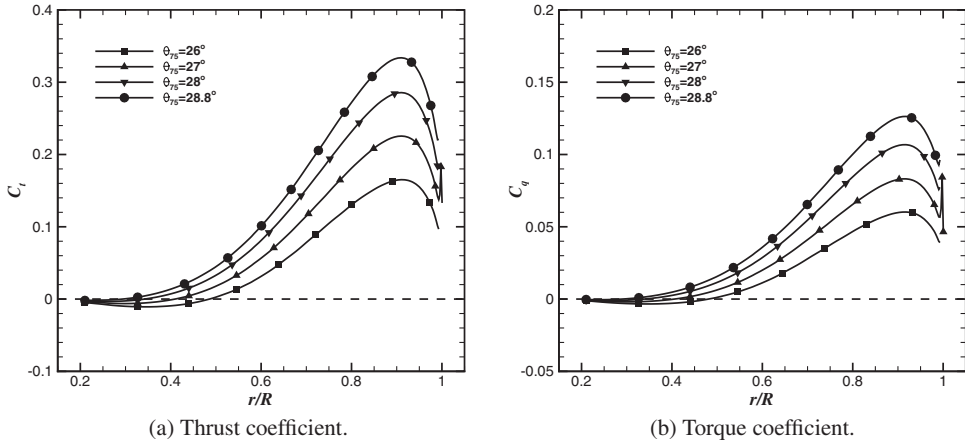 0.4
0.3
0.2
0.1
0
-0.1
C_t
θ75=26°
θ75=27°
θ75=28°
θ75=28.8°
0.2 0.4 0.6 0.8 1
r/R
(a) Thrust coefficient.
0.2
0.15
0.1
0.05
0
-0.05
C_q
θ75=26°
θ75=27°
θ75=28°
θ75=28.8°
0.2 0.4 0.6 0.8 1
r/R
(b) Torque coefficient.